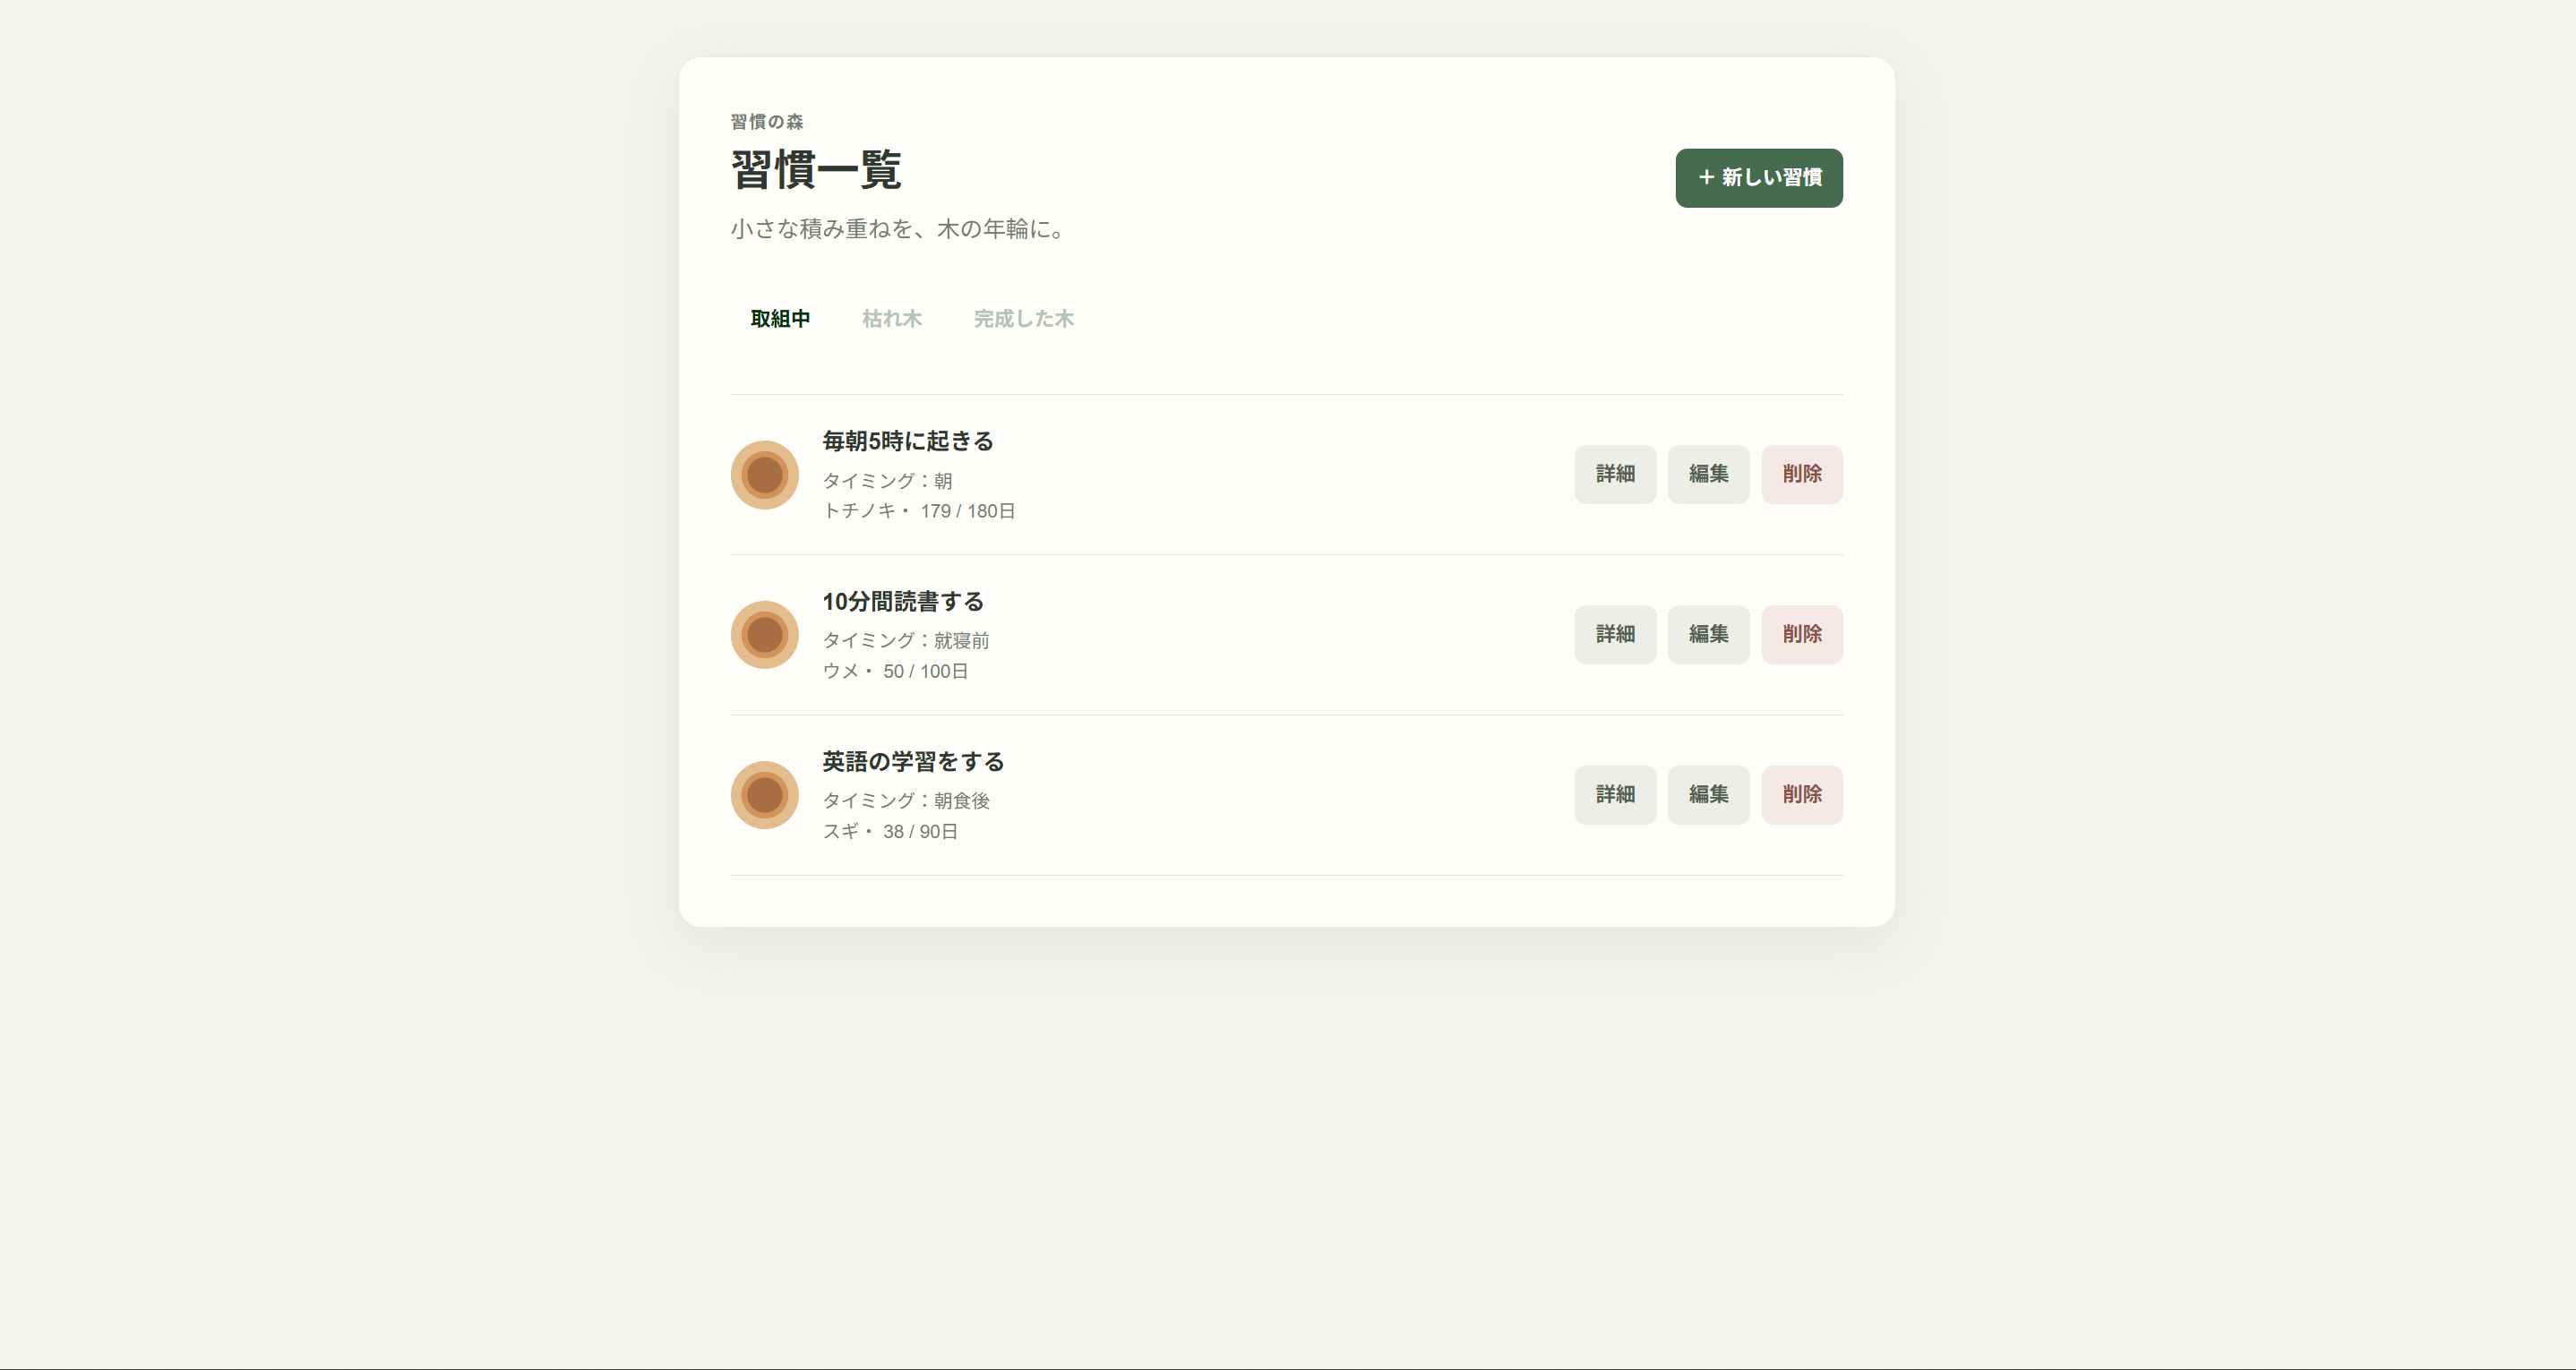 習慣の森
習慣一覧
小さな積み重ねを、木の年輪に。
＋ 新しい習慣
取組中 枯れ木 完成した木
毎朝5時に起きる
タイミング：朝
トチノキ・ 179 / 180日
詳細 編集 削除
10分間読書する
タイミング：就寝前
ウメ・ 50 / 100日
詳細 編集 削除
英語の学習をする
タイミング：朝食後
スギ・ 38 / 90日
詳細 編集 削除